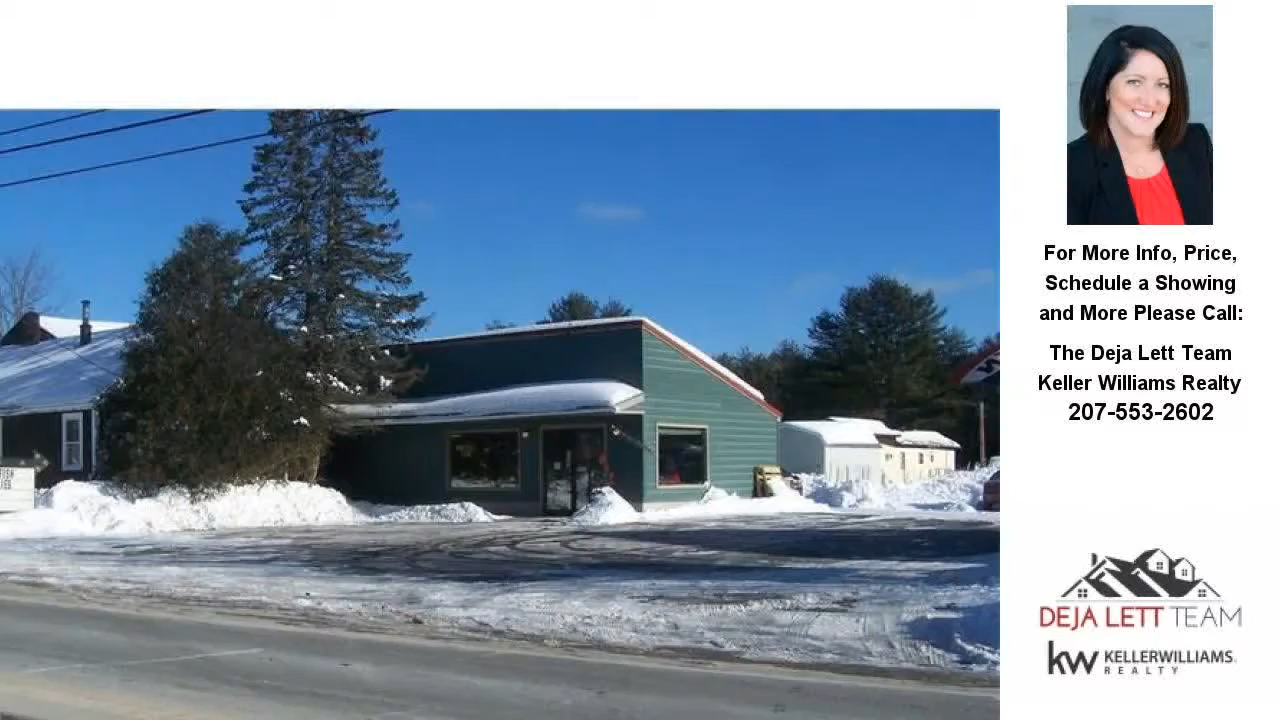 For More Info, Price,
Schedule a Showing
and More Please Call:
The Deja Lett Team
Keller Williams Realty
207-553-2602
DEJA LETT TEAM
kw KELLERWILLIAMS.
REALTY
FISH